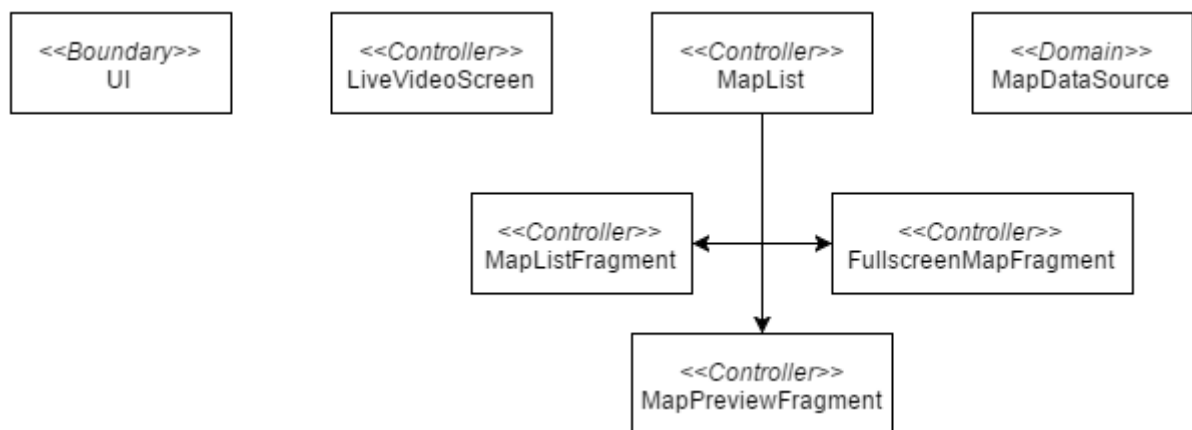 <<Boundary>>
UI
<<Controller>>
LiveVideoScreen
<<Controller>>
MapList
<<Domain>>
MapDataSource
<<Controller>>
MapListFragment
<<Controller>>
FullscreenMapFragment
<<Controller>>
MapPreviewFragment